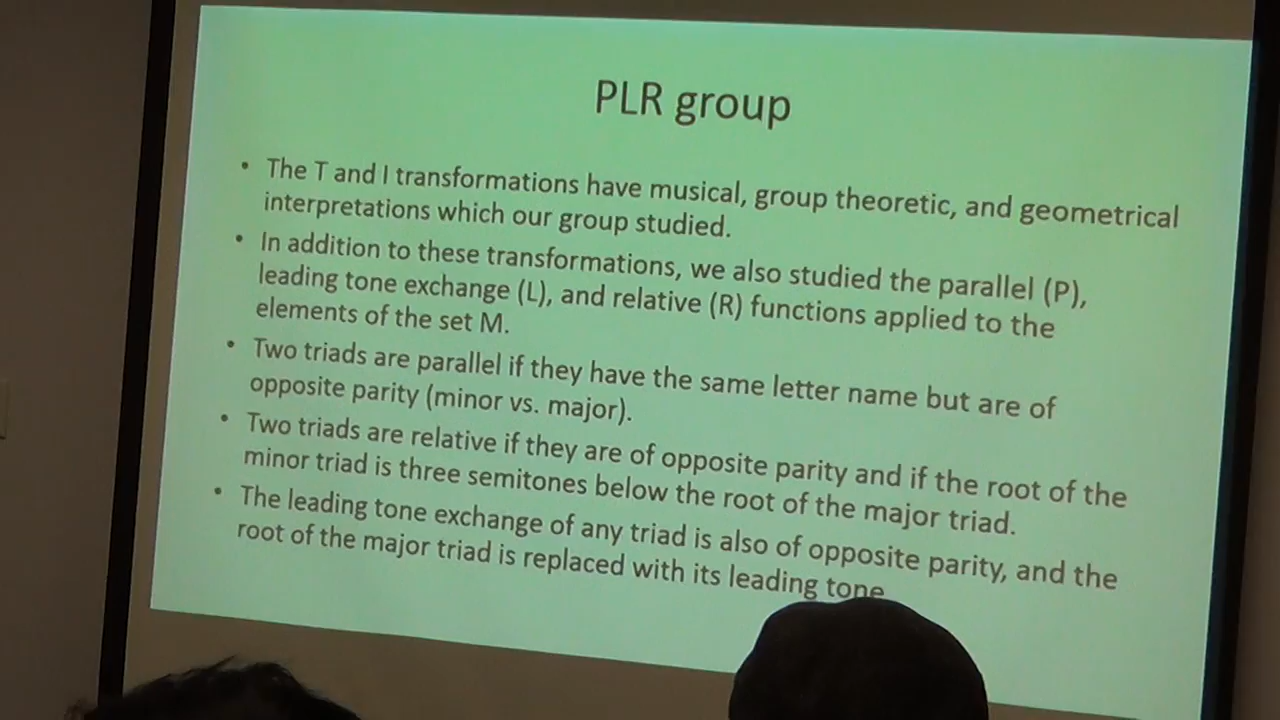 PLR group
• The T and I transformations have musical, group theoretic, and geometrical
interpretations which our group studied.
• In addition to these transformations, we also studied the parallel (P),
leading tone exchange (L), and relative (R) functions applied to the
elements of the set M.
• Two triads are parallel if they have the same letter name but are of
opposite parity (minor vs. major).
• Two triads are relative if they are of opposite parity and if the root of the
minor triad is three semitones below the root of the major triad.
• The leading tone exchange of any triad is also of opposite parity, and the
root of the major triad is replaced with its leading tone